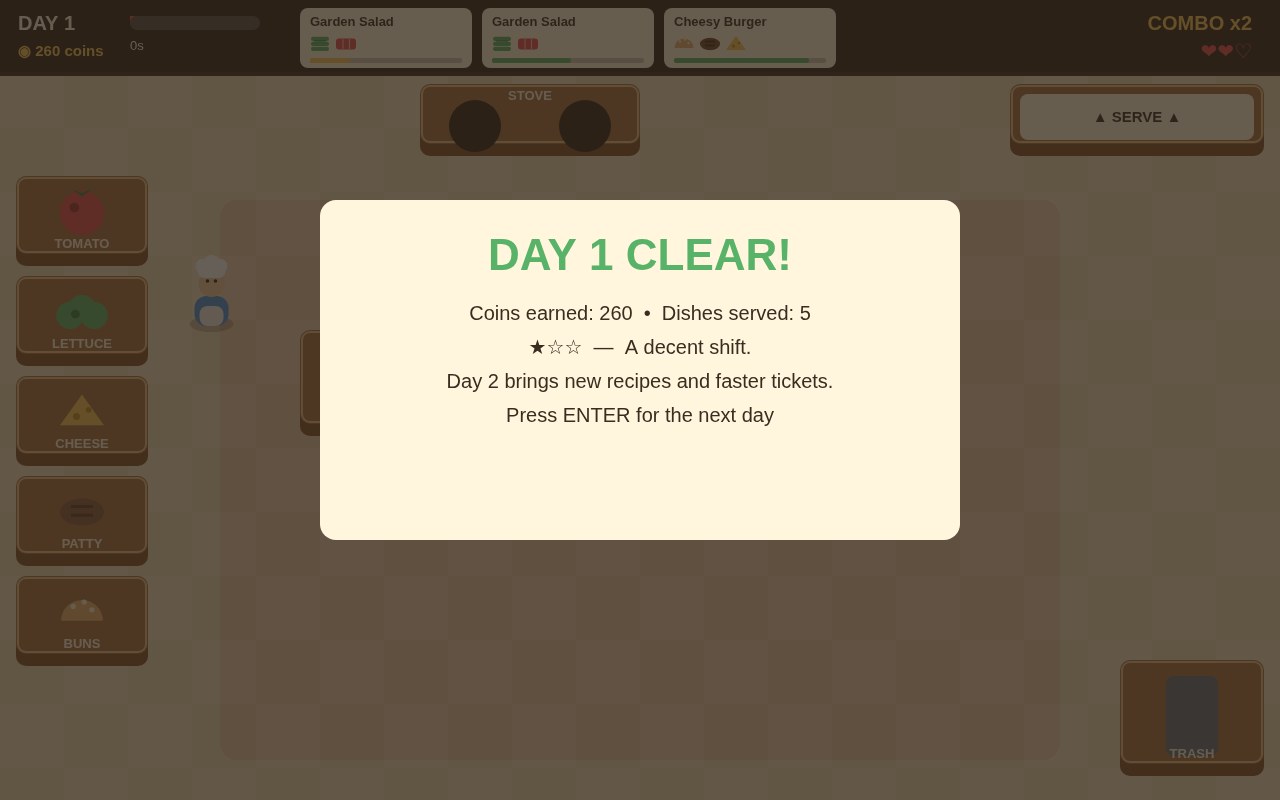 DAY 1
◉ 260 coins
0s
Garden Salad
Garden Salad
Cheesy Burger
COMBO x2
❤❤♡
STOVE
▲ SERVE ▲
TOMATO
LETTUCE
CHEESE
PATTY
BUNS
DAY 1 CLEAR!
Coins earned: 260 • Dishes served: 5
★☆☆ — A decent shift.
Day 2 brings new recipes and faster tickets.
Press ENTER for the next day
TRASH